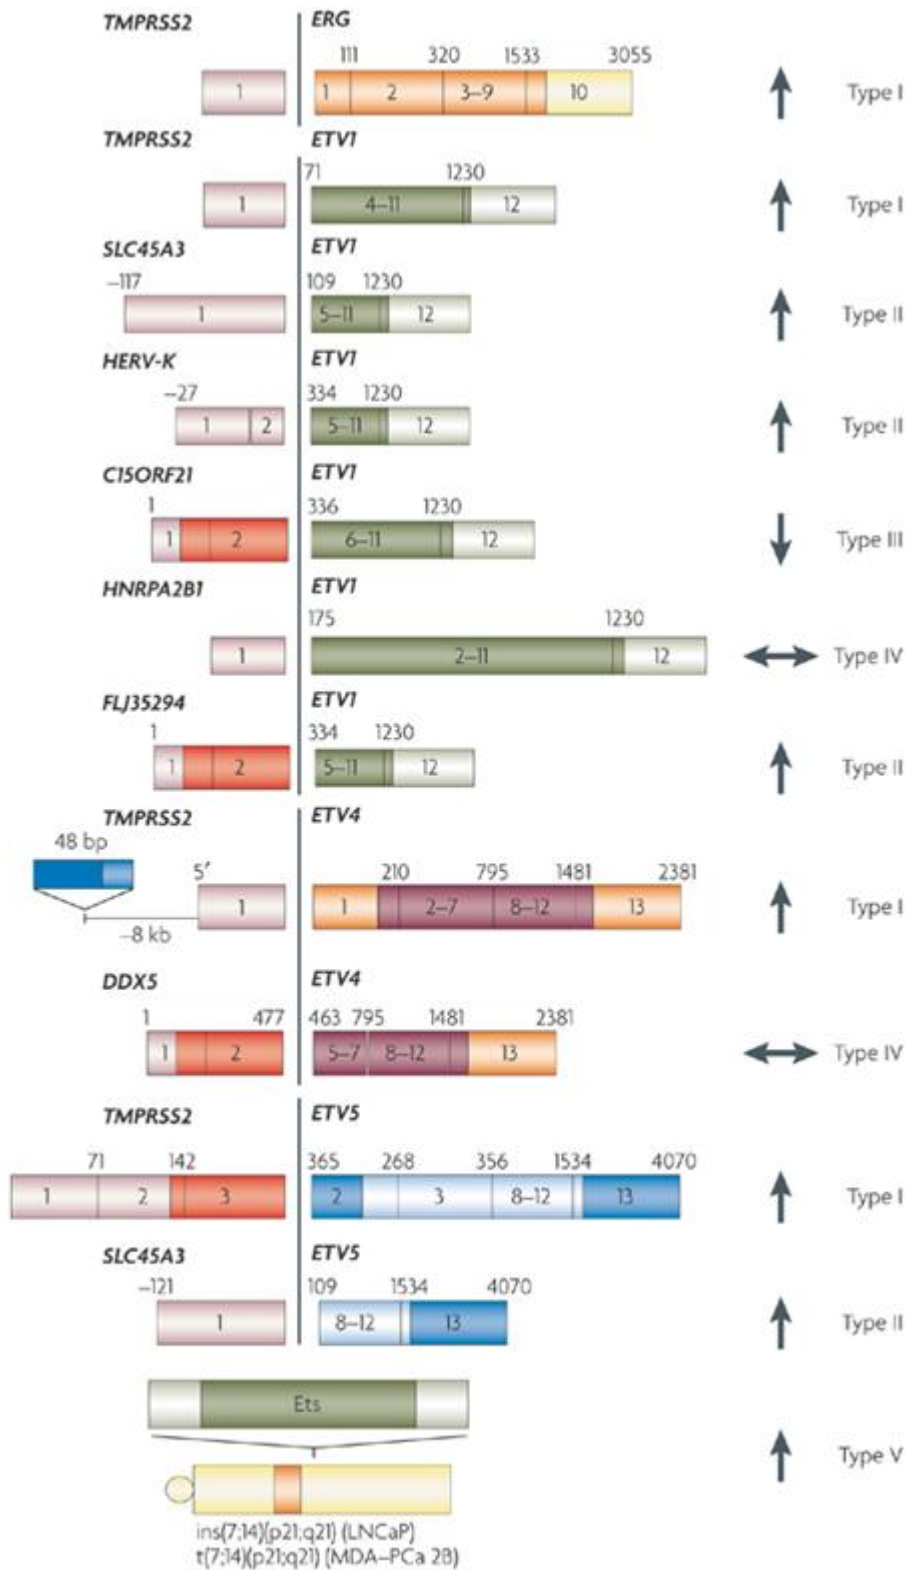 TMPRSS2 ERG
111 320 1533 3055
1 1 2 3–9 10 Type I
TMPRSS2 ETV1
71 1230
1 4–11 12 Type I
SLC45A3 ETV1
–117 109 1230
1 5–11 12 Type II
HERV-K ETV1
–27 334 1230
1 2 5–11 12 Type II
C15ORF21 ETV1
1 336 1230
1 2 6–11 12 Type III
HNRPA2B1 ETV1
175 1230
1 2–11 12 Type IV
FLJ35294 ETV1
1 334 1230
1 2 5–11 12 Type II
TMPRSS2 ETV4
48 bp 5′ 210 795 1481 2381
1 1 2–7 8–12 13 Type I
–8 kb
DDX5 ETV4
1 477 463 795 1481 2381
1 2 5–7 8–12 13 Type IV
TMPRSS2 ETV5
71 142 365 268 356 1534 4070
1 2 3 2 3 8–12 13 Type I
SLC45A3 ETV5
–121 109 1534 4070
1 8–12 13 Type II
Ets
Type V
ins(7;14)(p21;q21) (LNCaP)
t(7;14)(p21;q21) (MDA–PCa 2B)